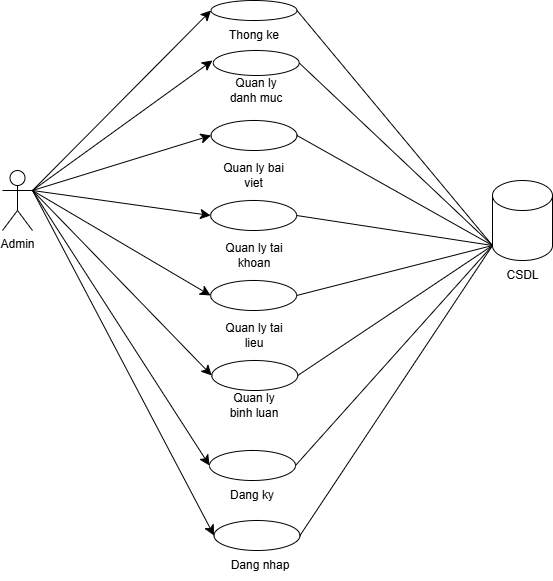 Thong ke
Quan ly
danh muc
Quan ly bai
viet
Admin
Quan ly tai
khoan
CSDL
Quan ly tai
lieu
Quan ly
binh luan
Dang ky
Dang nhap